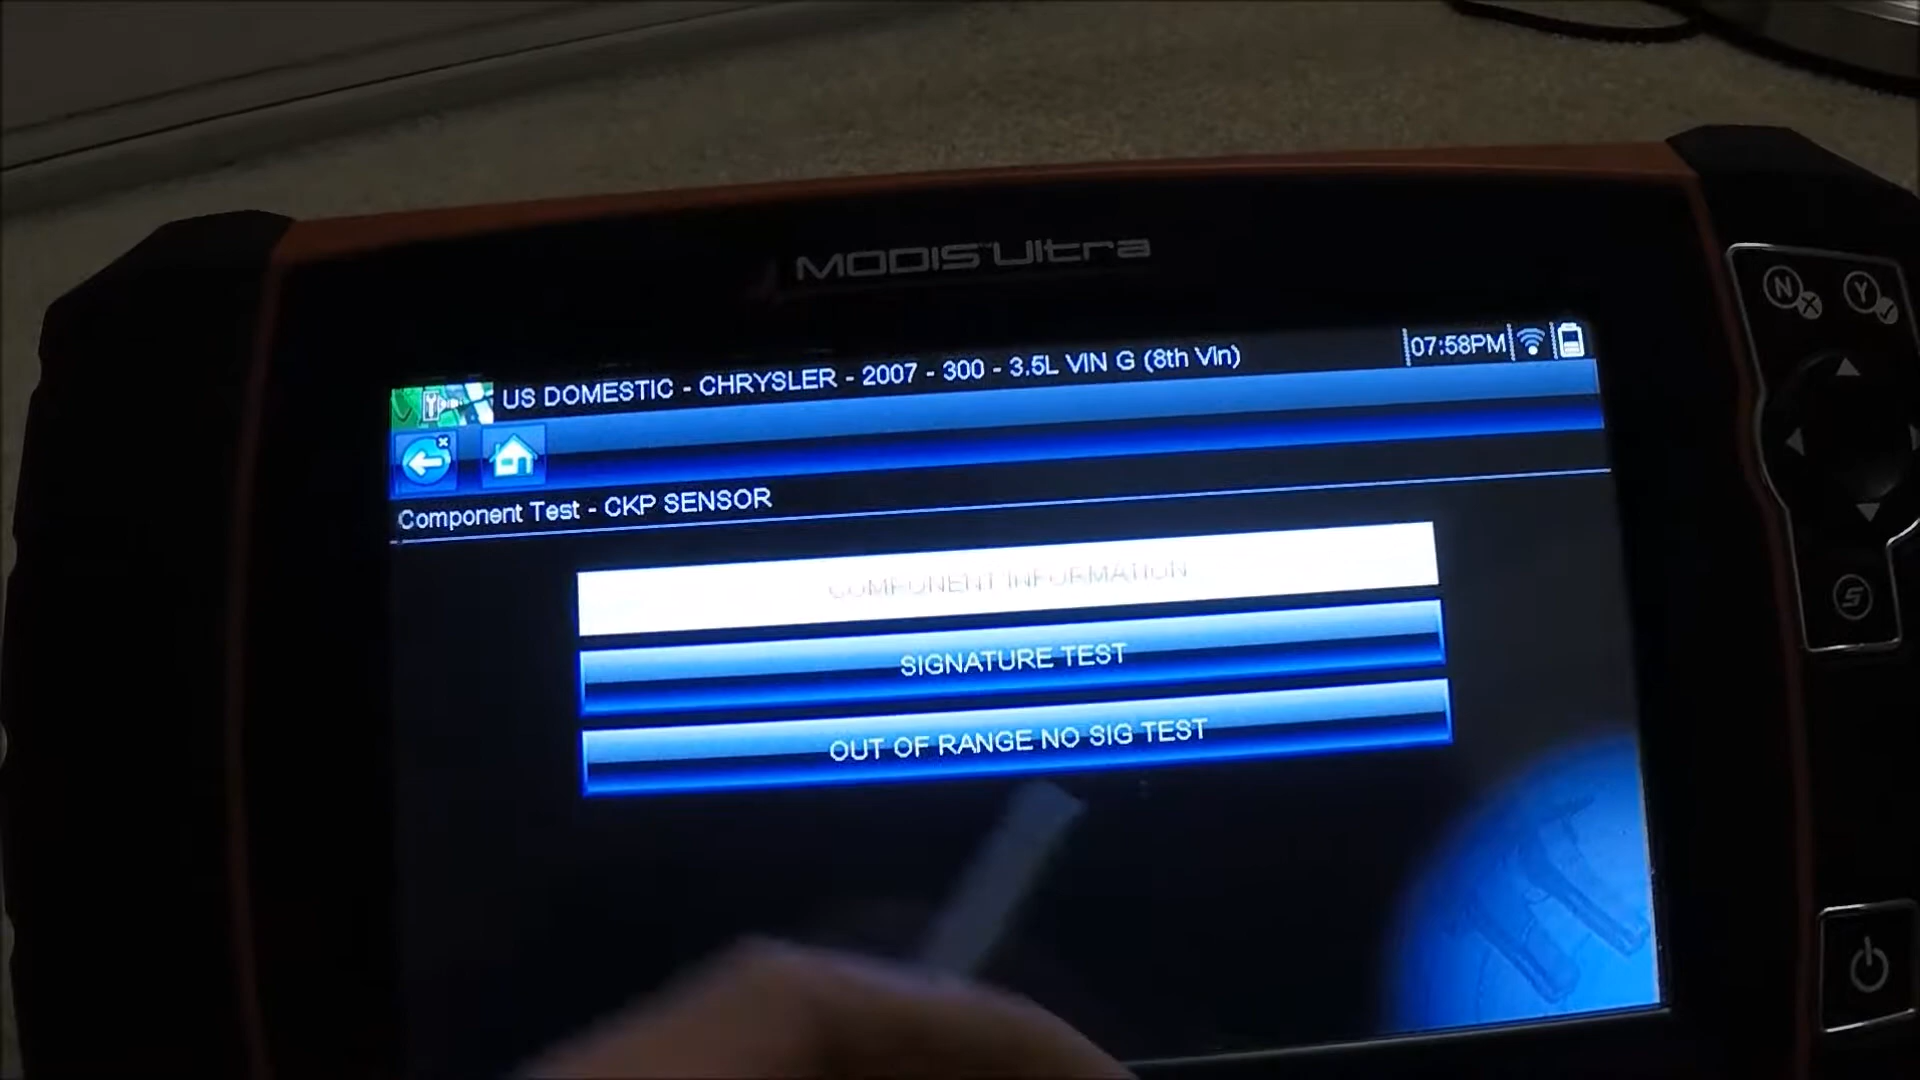 MODIS Ultra
US DOMESTIC - CHRYSLER - 2007 - 300 - 3.5L VIN G (8th VIn)
07:58PM
Component Test - CKP SENSOR
COMPONENT INFORMATION
SIGNATURE TEST
OUT OF RANGE NO SIG TEST
N
Y
S